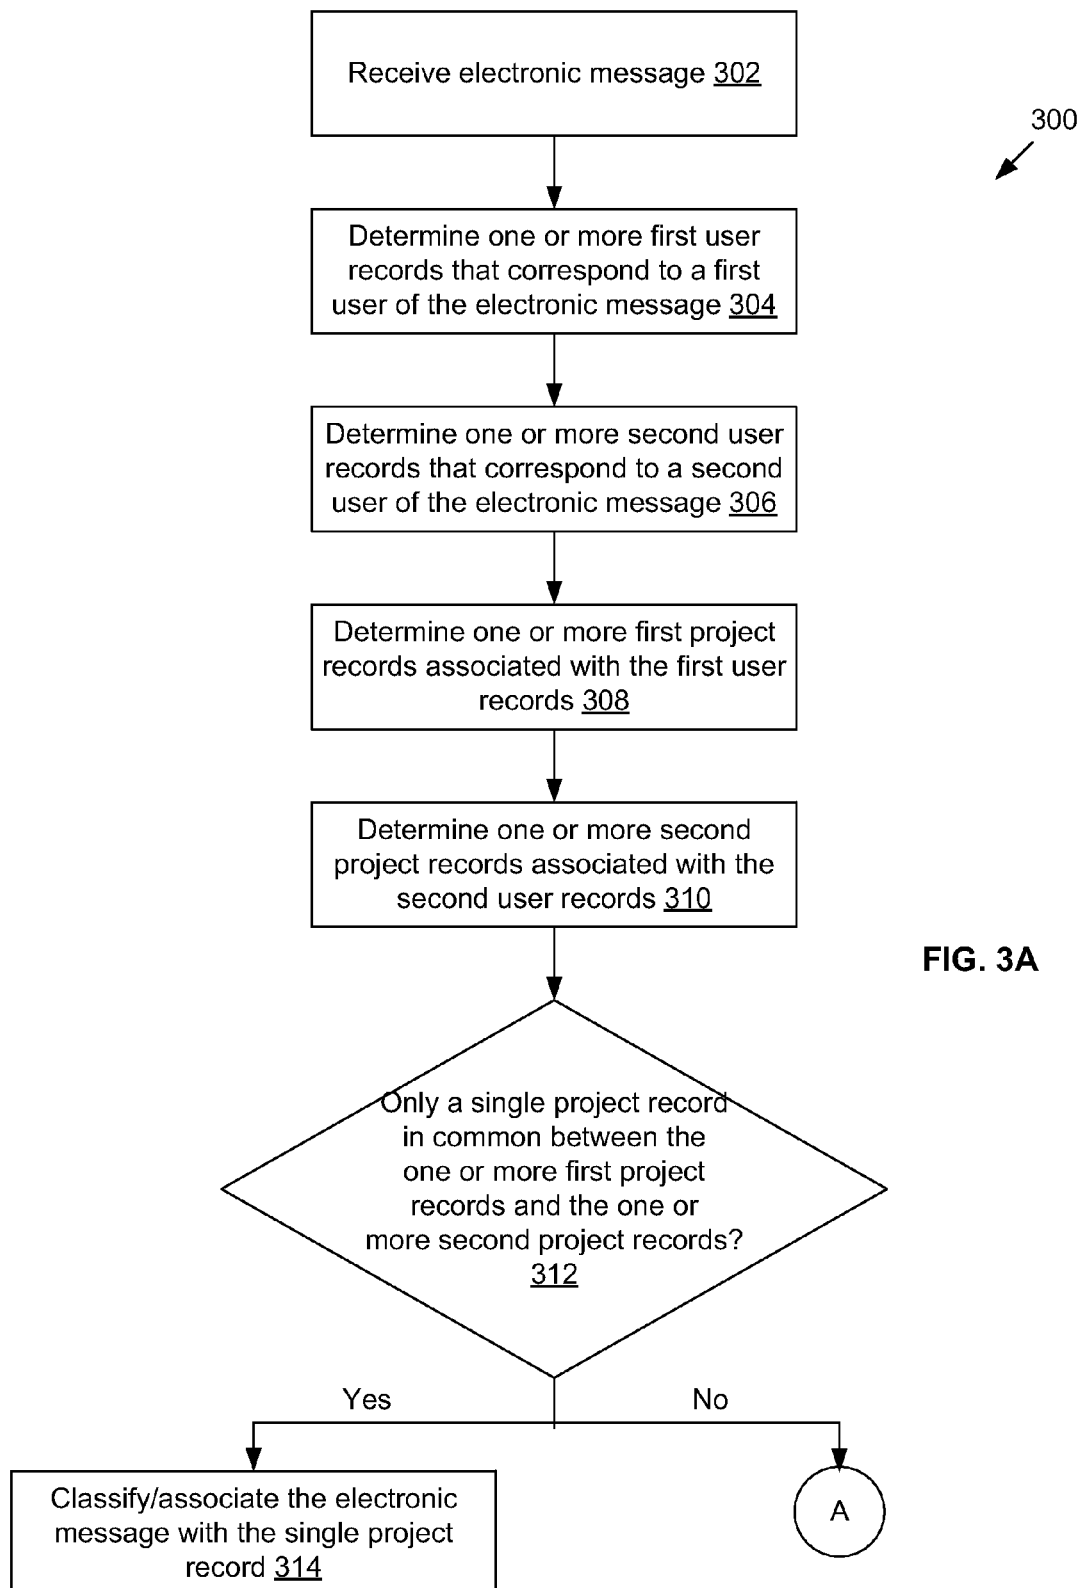 Receive electronic message 302
300
Determine one or more first user
records that correspond to a first
user of the electronic message 304
Determine one or more second user
records that correspond to a second
user of the electronic message 306
Determine one or more first project
records associated with the first user
records 308
Determine one or more second
project records associated with the
second user records 310
FIG. 3A
Only a single project record
in common between the
one or more first project
records and the one or
more second project records?
312
Yes
No
Classify/associate the electronic
message with the single project
record 314
A